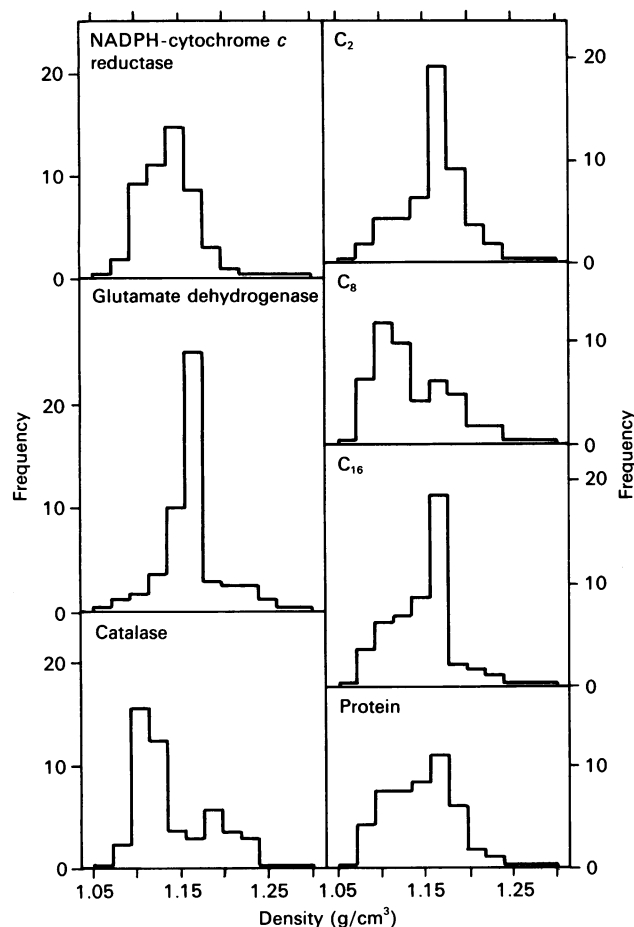 NADPH-cytochrome c
reductase
20
10
0
Glutamate dehydrogenase
20
10
0
Catalase
20
10
0
1.05 1.15 1.25
Frequency
C₂
20
10
0
C₈
10
0
C₁₆
20
10
0
Protein
10
0
1.05 1.15 1.25
Frequency
Density (g/cm³)